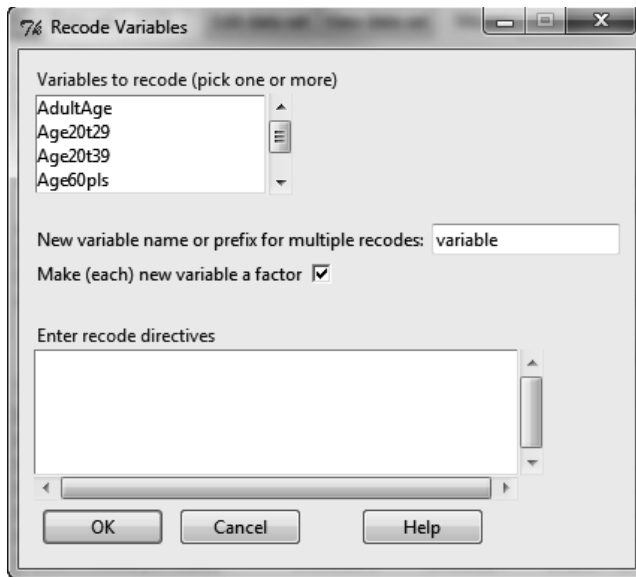 Recode Variables
Variables to recode (pick one or more)
AdultAge
Age20t29
Age20t39
Age60pls
New variable name or prefix for multiple recodes: variable
Make (each) new variable a factor
Enter recode directives
OK Cancel Help